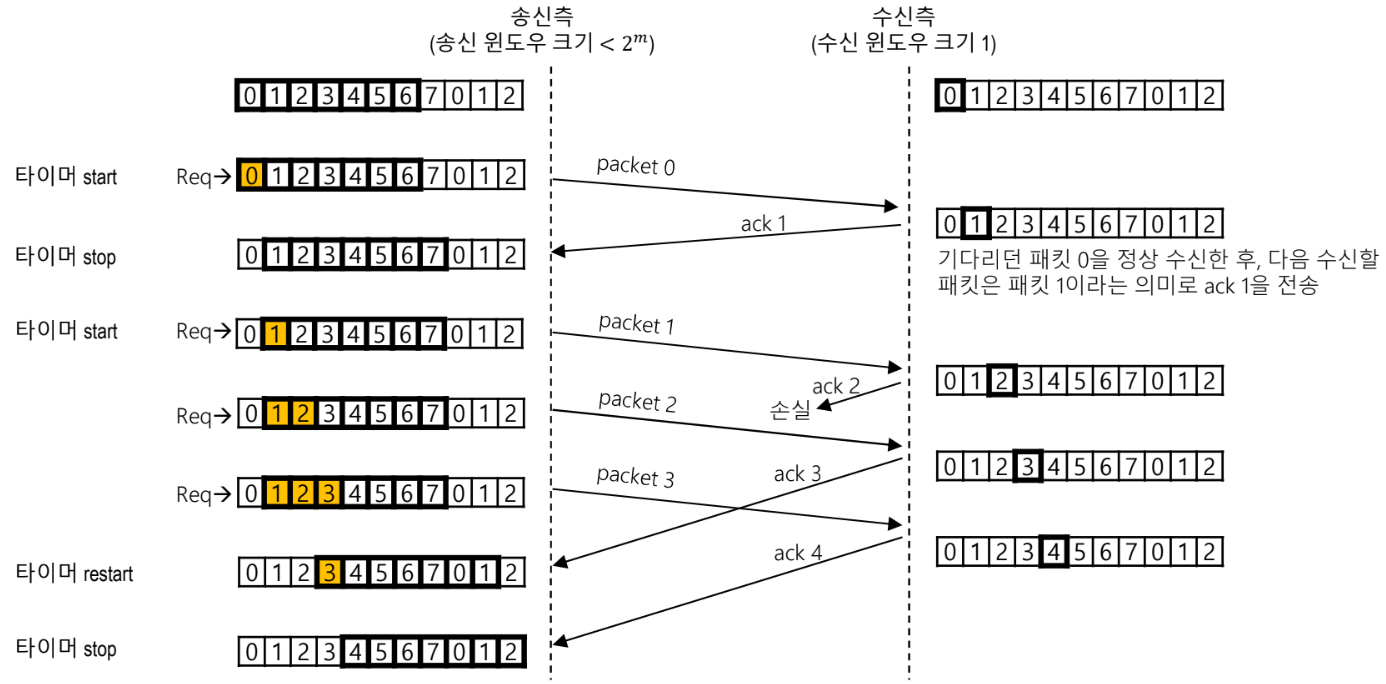 송신측
(송신 윈도우 크기 < 2^m)
수신측
(수신 윈도우 크기 1)
0 1 2 3 4 5 6 7 0 1 2
0 1 2 3 4 5 6 7 0 1 2
타이머 start
Req→ 0 1 2 3 4 5 6 7 0 1 2
packet 0
ack 1
0 1 2 3 4 5 6 7 0 1 2
기다리던 패킷 0을 정상 수신한 후, 다음 수신할
패킷은 패킷 1이라는 의미로 ack 1을 전송
타이머 stop
0 1 2 3 4 5 6 7 0 1 2
타이머 start
Req→ 0 1 2 3 4 5 6 7 0 1 2
packet 1
0 1 2 3 4 5 6 7 0 1 2
ack 2
손실
Req→ 0 1 2 3 4 5 6 7 0 1 2
packet 2
0 1 2 3 4 5 6 7 0 1 2
ack 3
Req→ 0 1 2 3 4 5 6 7 0 1 2
packet 3
0 1 2 3 4 5 6 7 0 1 2
ack 4
타이머 restart
0 1 2 3 4 5 6 7 0 1 2
타이머 stop
0 1 2 3 4 5 6 7 0 1 2